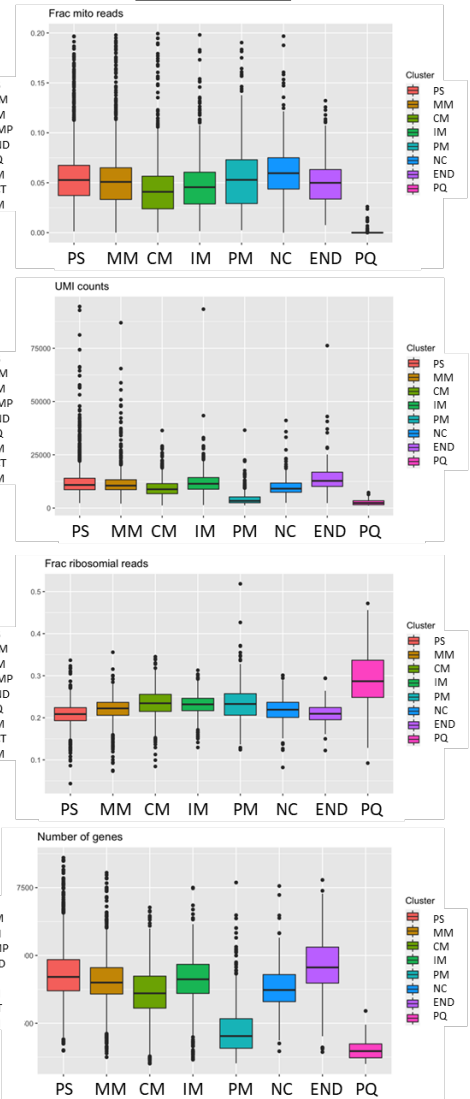 Frac mito reads
0.20
0.15
0.10
0.05
0.00
PS MM CM IM PM NC END PQ
Cluster
PS
MM
CM
IM
PM
NC
END
PQ
UMI counts
75000
50000
25000
0
PS MM CM IM PM NC END PQ
Cluster
PS
MM
CM
IM
PM
NC
END
PQ
Frac ribosomial reads
0.5
0.4
0.3
0.2
0.1
PS MM CM IM PM NC END PQ
Cluster
PS
MM
CM
IM
PM
NC
END
PQ
Number of genes
7500
PS MM CM IM PM NC END PQ
Cluster
PS
MM
CM
IM
PM
NC
END
PQ